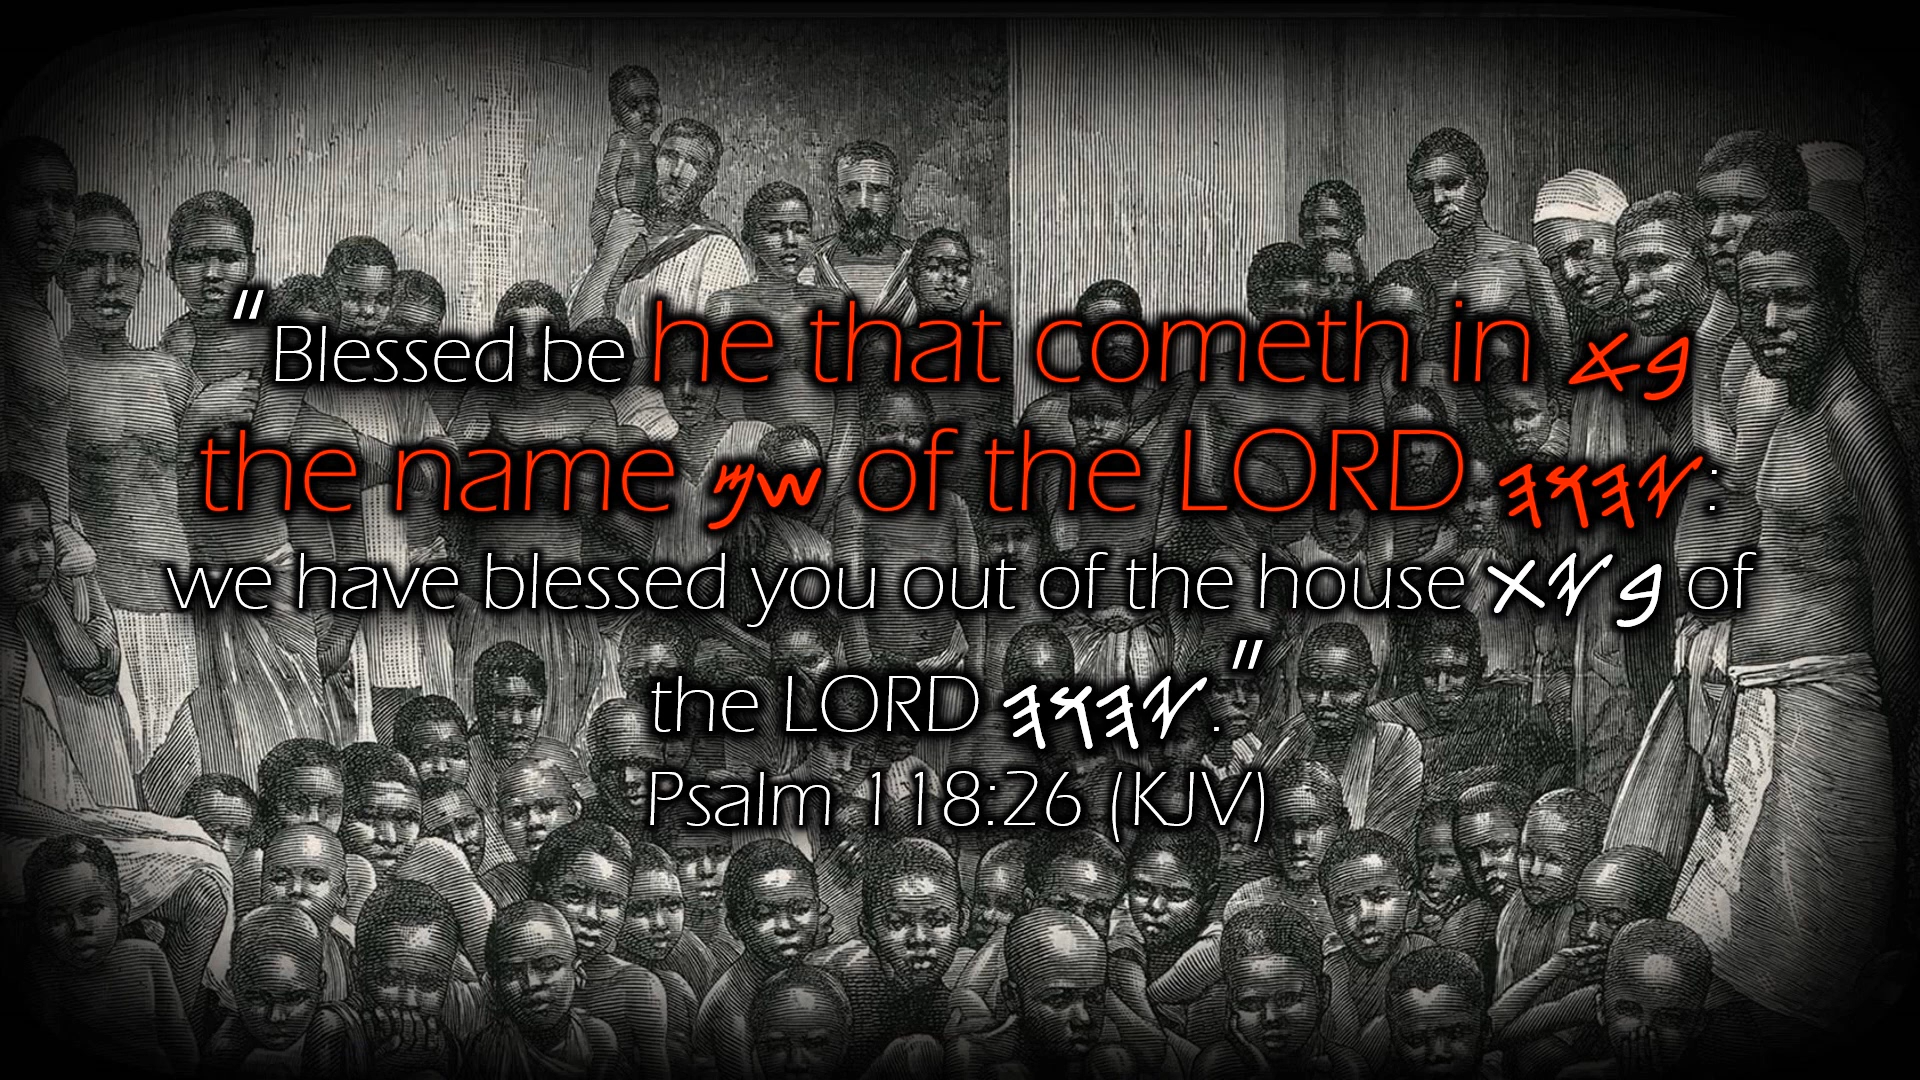 "Blessed be he that cometh in 𐤁𐤀
the name 𐤔𐤌 of the LORD 𐤉𐤄𐤅𐤄:
we have blessed you out of the house 𐤁𐤉𐤕 of
the LORD 𐤉𐤄𐤅𐤄."
Psalm 118:26 (KJV)